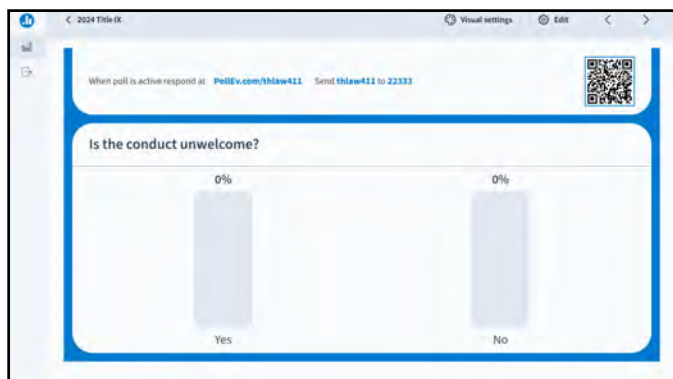 2024 Title IX
Visual settings
Edit
When poll is active respond at PollEv.com/thlaw411 Send thlaw411 to 22333
Is the conduct unwelcome?
0%
0%
Yes
No